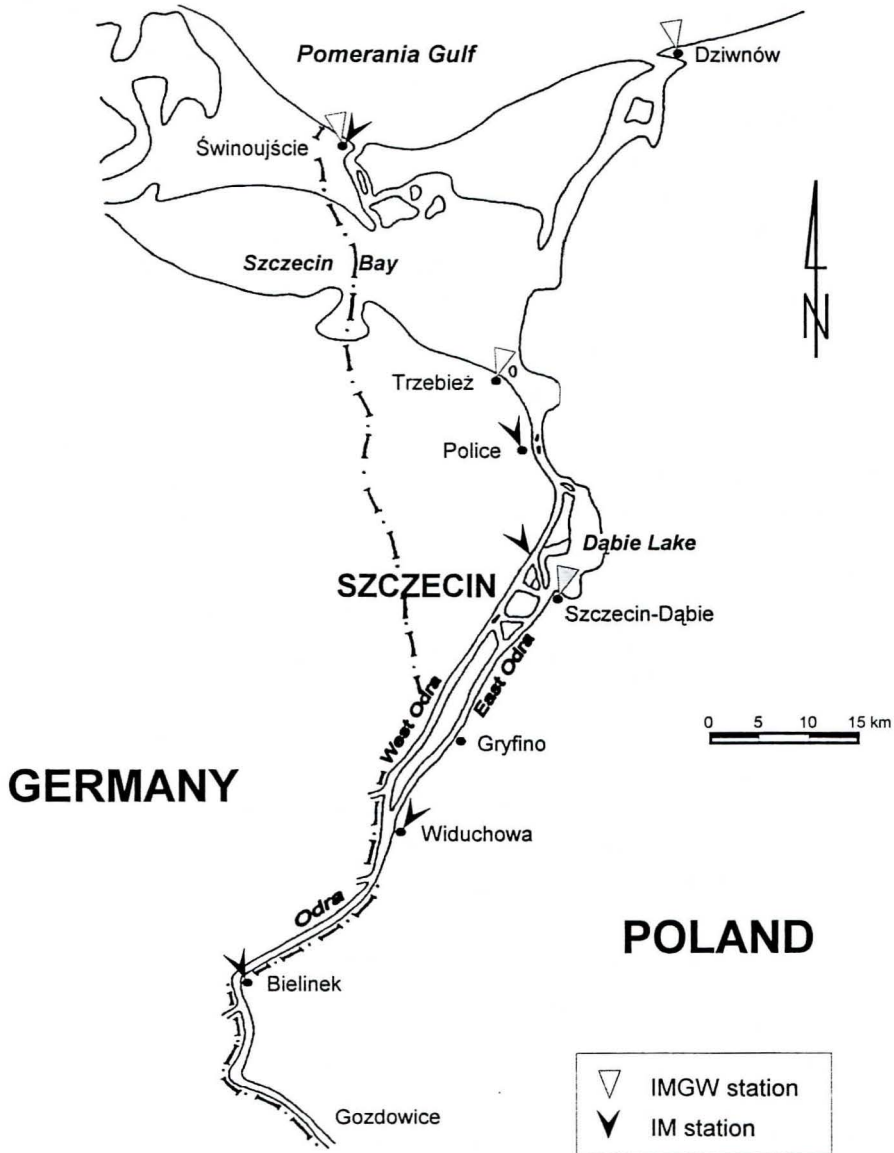 Pomerania Gulf
Dziwnów
Świnoujście
Szczecin Bay
N
Trzebież
Police
Dąbie Lake
SZCZECIN
Szczecin-Dąbie
West Odra
East Odra
0 5 10 15 km
Gryfino
GERMANY
Widuchowa
Odra
POLAND
Bielinek
IMGW station
Gozdowice
IM station